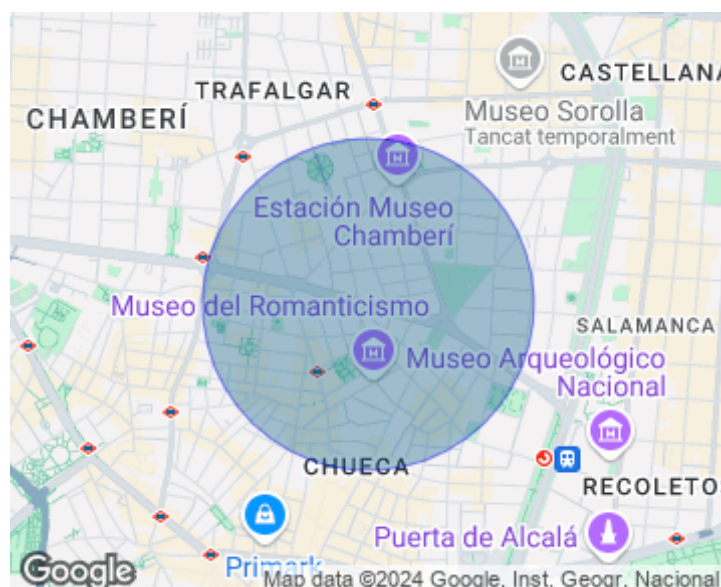 CASTELLANA
TRAFALGAR
Museo Sorolla
Tancat temporalment
CHAMBERÍ
Estación Museo
Chamberí
Museo del Romanticismo
SALAMANCA
Museo Arqueológico
Nacional
CHUECA
RECOLETO
Puerta de Alcalá
Primark
Google
Map data ©2024 Google, Inst. Geogr. Nacional